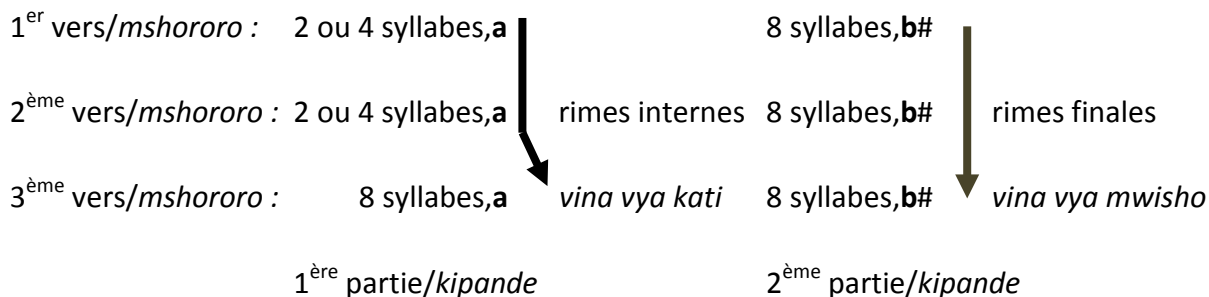 1er vers/mshororo : 2 ou 4 syllabes,a 8 syllabes,b#
2ème vers/mshororo : 2 ou 4 syllabes,a rimes internes 8 syllabes,b# rimes finales
3ème vers/mshororo : 8 syllabes,a vina vya kati 8 syllabes,b# vina vya mwisho
1ère partie/kipande 2ème partie/kipande